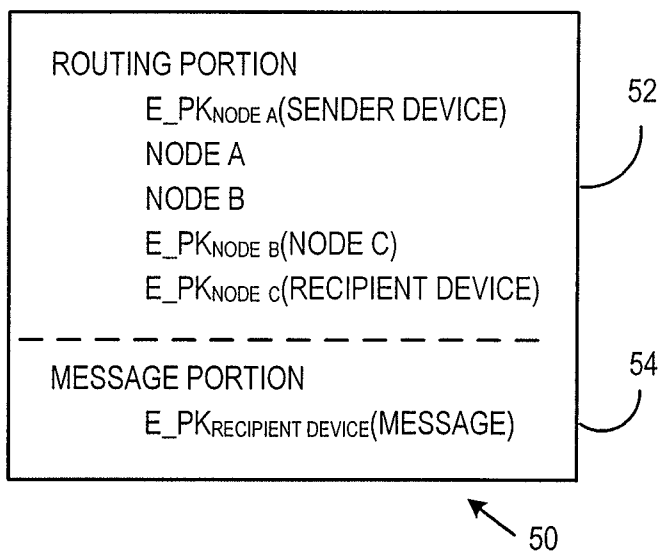 ROUTING PORTION
E_PKNODE A(SENDER DEVICE)
NODE A
NODE B
E_PKNODE B(NODE C)
E_PKNODE C(RECIPIENT DEVICE)
52
MESSAGE PORTION
E_PKRECIPIENT DEVICE(MESSAGE)
54
50